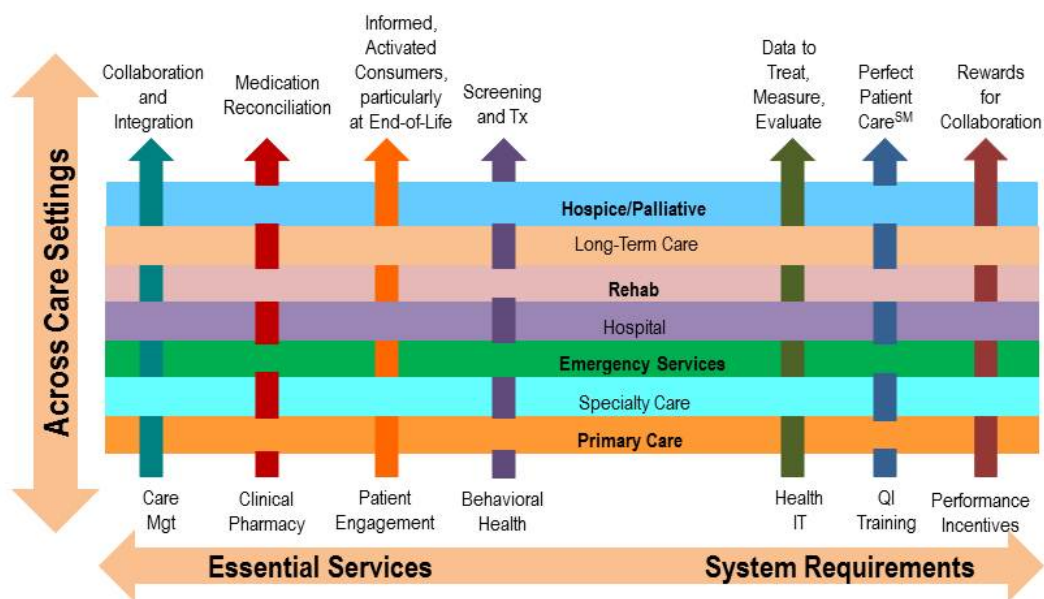 Across Care Settings
Collaboration
and
Integration
Medication
Reconciliation
Informed,
Activated
Consumers,
particularly
at End-of-Life
Screening
and Tx
Data to
Treat,
Measure,
Evaluate
Perfect
Patient
Care℠
Rewards
for
Collaboration
Hospice/Palliative
Long-Term Care
Rehab
Hospital
Emergency Services
Specialty Care
Primary Care
Care
Mgt
Clinical
Pharmacy
Patient
Engagement
Behavioral
Health
Health
IT
QI
Training
Performance
Incentives
Essential Services
System Requirements